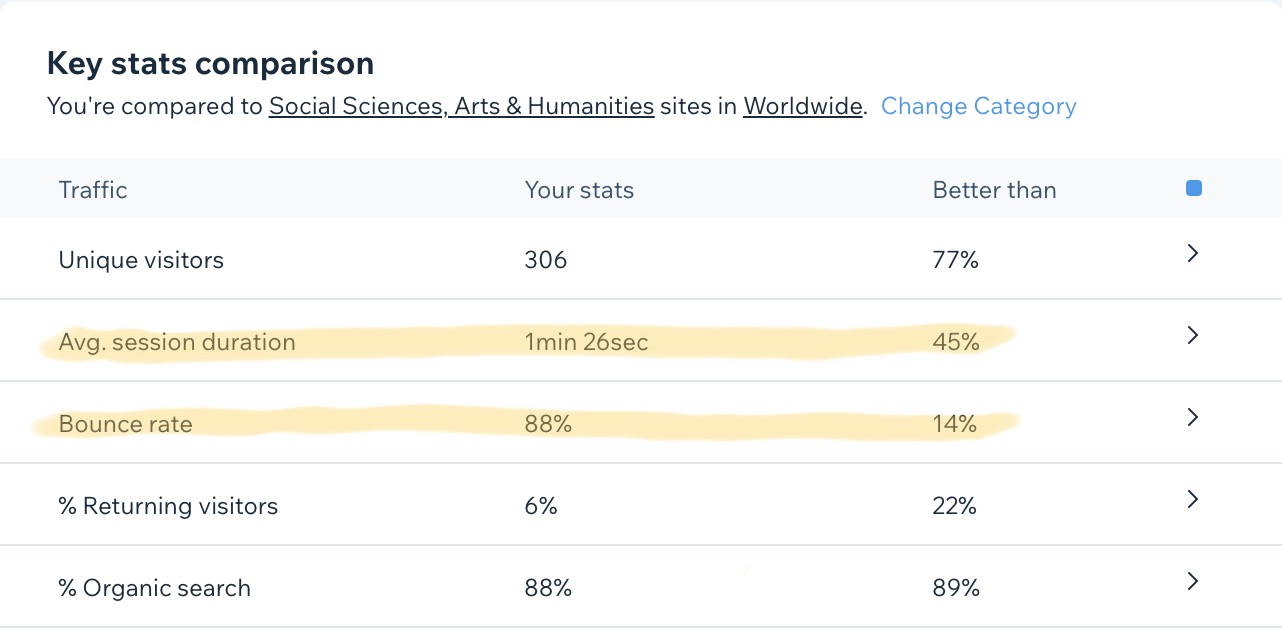 Key stats comparison
You're compared to Social Sciences, Arts & Humanities sites in Worldwide. Change Category
Traffic Your stats Better than
Unique visitors 306 77%
Avg. session duration 1min 26sec 45%
Bounce rate 88% 14%
% Returning visitors 6% 22%
% Organic search 88% 89%